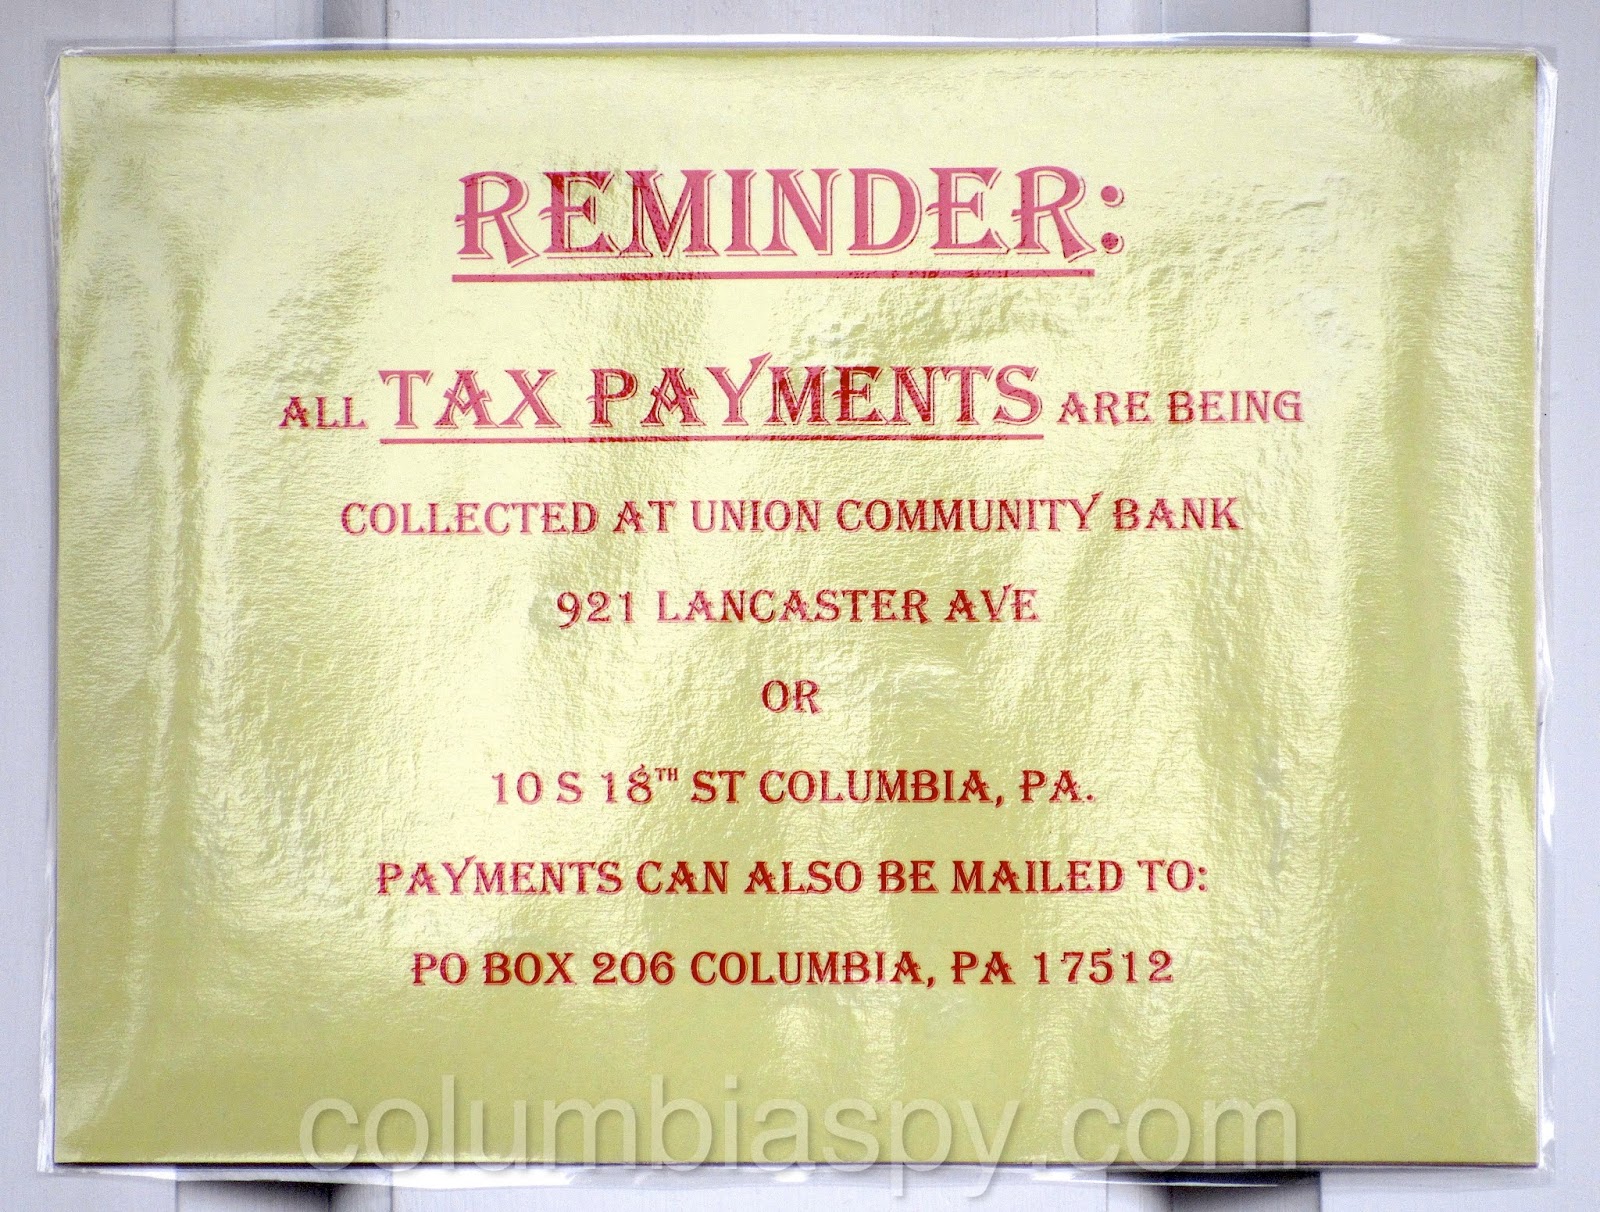 REMINDER:
ALL TAX PAYMENTS ARE BEING
COLLECTED AT UNION COMMUNITY BANK
921 LANCASTER AVE
OR
10 S 18TH ST COLUMBIA, PA.
PAYMENTS CAN ALSO BE MAILED TO:
PO BOX 206 COLUMBIA, PA 17512
columbiaspy.com